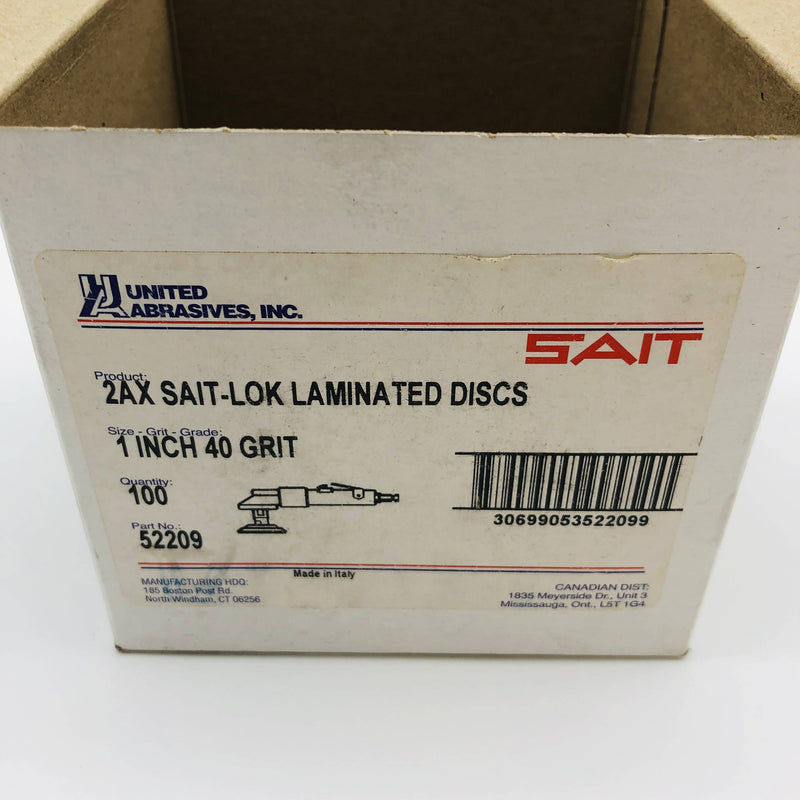 UNITED
ABRASIVES, INC.
SAIT
Product:
2AX SAIT-LOK LAMINATED DISCS
Size - Grit - Grade:
1 INCH 40 GRIT
Quantity:
100
Part No.:
52209
30699053522099
Made in Italy
MANUFACTURING HDQ:
185 Boston Post Rd.
North Windham, CT 06256
CANADIAN DIST:
1835 Meyerside Dr., Unit 3
Mississauga, Ont., L5T 1G4